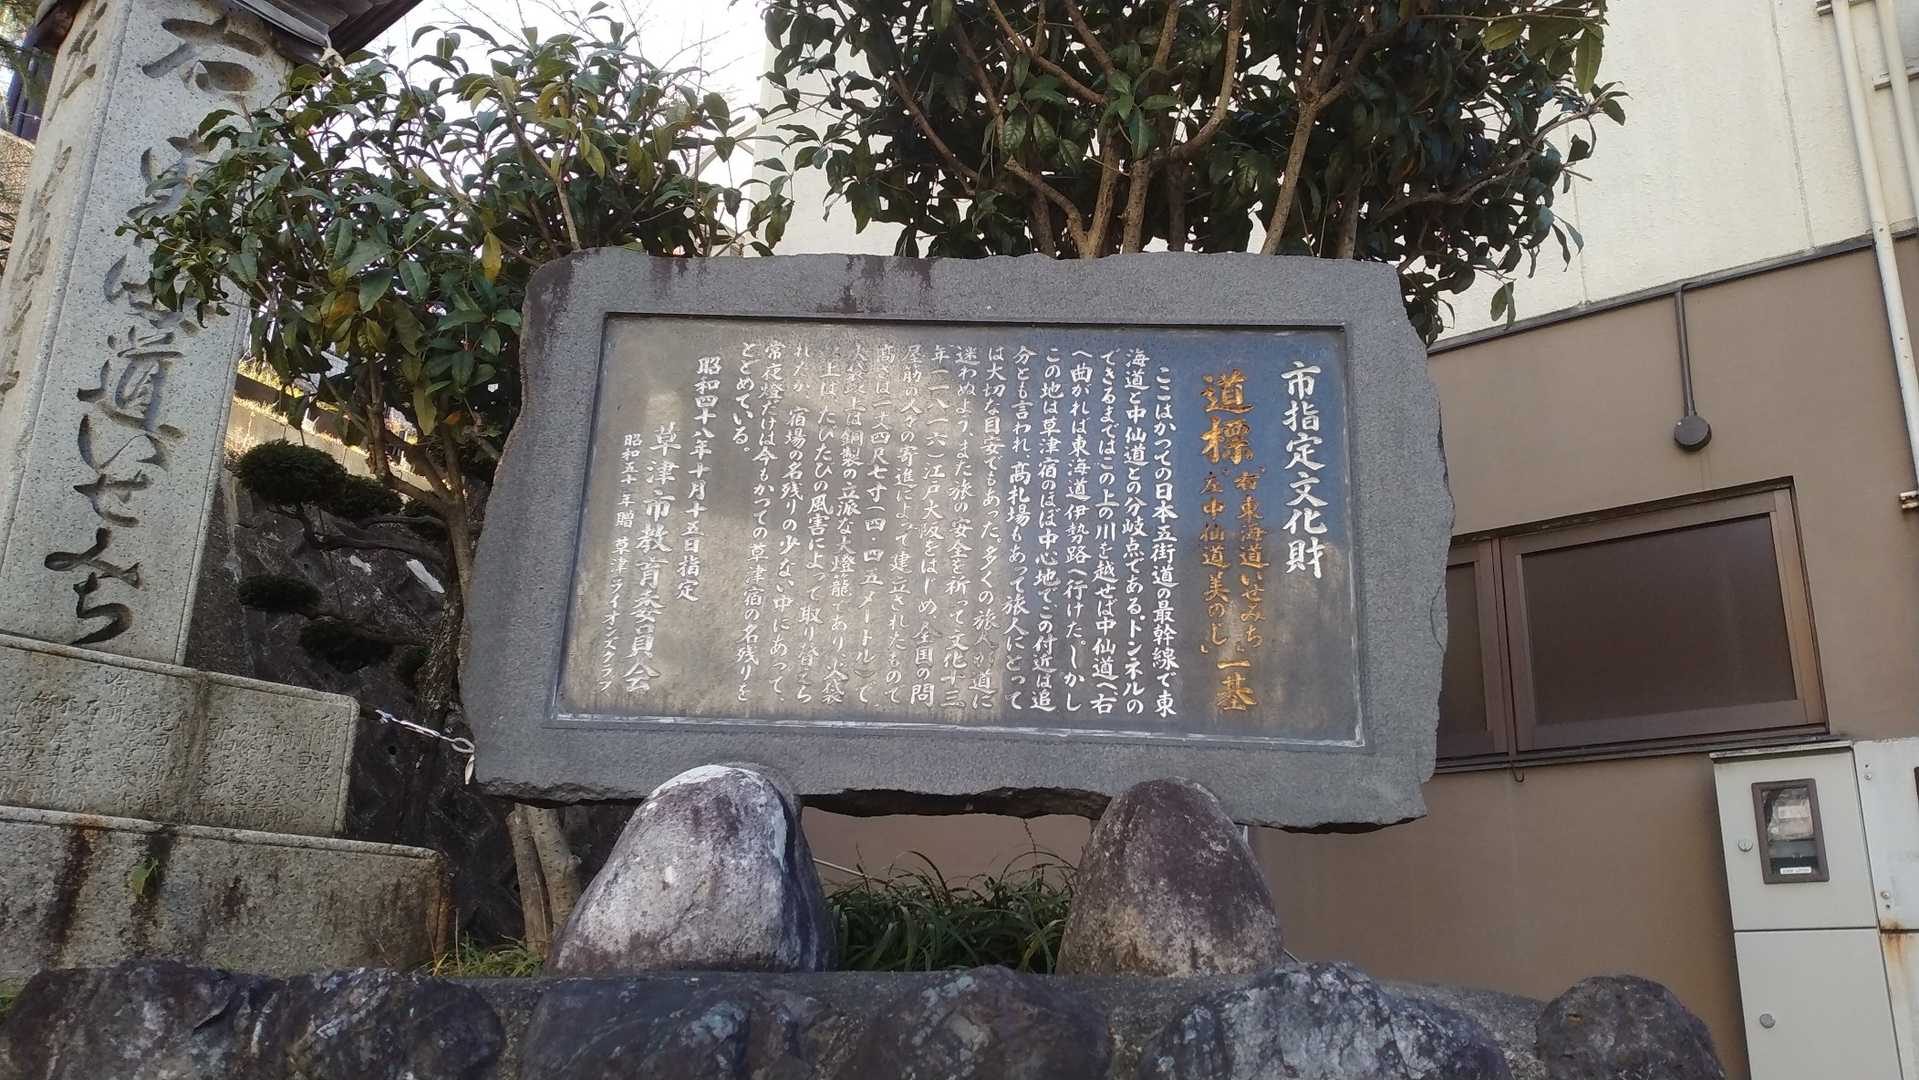 市指定文化財
道標
右東海道いせみち
左中仙道美のじ
一基
ここはかつての日本五街道の最幹線で東
海道と中仙道との分岐点である。トンネルの
できるまではこの上の川を越せば中仙道へ、右
へ曲がれば東海道伊勢路へ行けた。しかし
この地は草津宿のほぼ中心地で、この付近は追
分とも言われ、高札場もあって旅人にとって
は大切な目安でもあった。多くの旅人が道に
迷わぬよう、また旅の安全を祈って、文化十三
年(一八一六)江戸大阪をはじめ、全国の問
屋筋の人々の寄進によって建立されたもので
高さは一丈四尺七寸(四・四五メートル)で
火袋以上は銅製の立派な大燈籠であり、火袋
以上は、たびたびの風害によって取り替えら
れたが、宿場の名残りの少ない中にあって、
常夜燈だけは今もかつての草津宿の名残りを
とどめている。
昭和四十八年十月十五日指定
草津市教育委員会
昭和五十年贈 草津ライオンズクラブ
右東海道いせみち